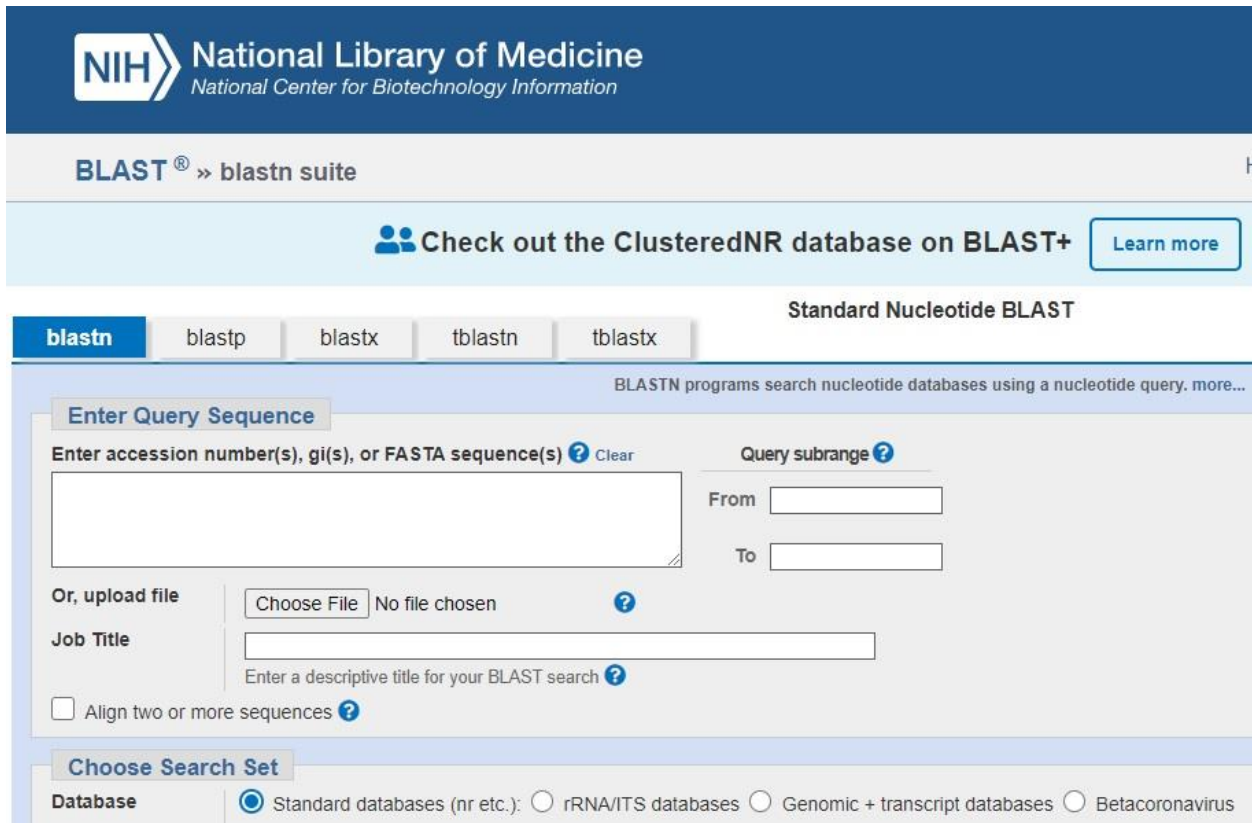 NIH National Library of Medicine
National Center for Biotechnology Information
BLAST ® » blastn suite
Check out the ClusteredNR database on BLAST+ Learn more
Standard Nucleotide BLAST
blastn blastp blastx tblastn tblastx
BLASTN programs search nucleotide databases using a nucleotide query. more...
Enter Query Sequence
Enter accession number(s), gi(s), or FASTA sequence(s) ? Clear Query subrange ?
From
To
Or, upload file Choose File No file chosen ?
Job Title
Enter a descriptive title for your BLAST search ?
Align two or more sequences ?
Choose Search Set
Database Standard databases (nr etc.): rRNA/ITS databases Genomic + transcript databases Betacoronavirus